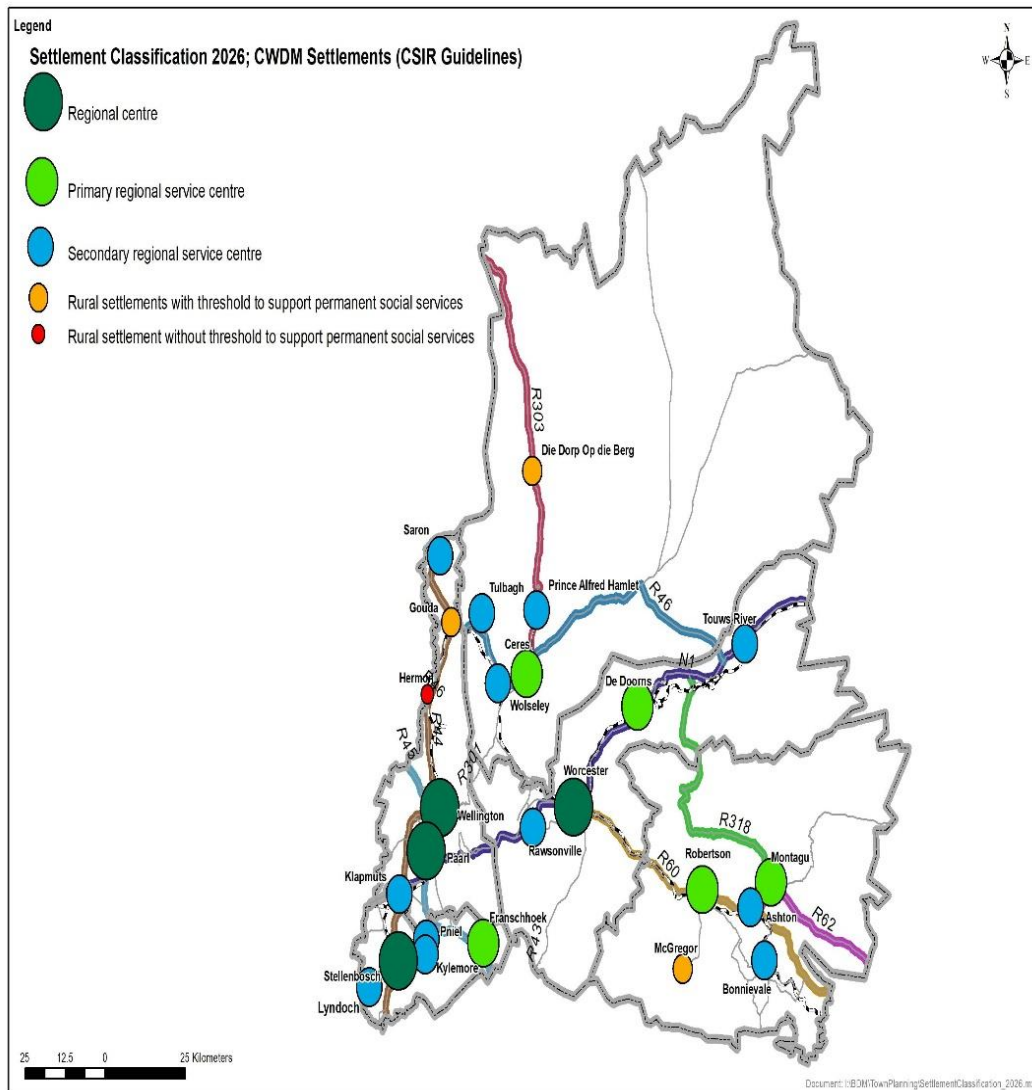 Legend
Settlement Classification 2026; CWDM Settlements (CSIR Guidelines)
Regional centre
Primary regional service centre
Secondary regional service centre
Rural settlements with threshold to support permanent social services
Rural settlement without threshold to support permanent social services
N
W E
S
R303
Die Dorp Op die Berg
Saron
Tulbagh
Prince Alfred Hamlet
R46
Gouda
Touws River
Ceres
N1
De Doorns
Hermon
Wolseley
R44
R45
R301
Worcester
Wellington
R318
Rawsonville
Paarl
Robertson
Montagu
R60
Klapmuts
Ashton
R62
Pniel
Franschhoek
R43
McGregor
Kylemore
Stellenbosch
Bonnievale
Lyndoch
25 12.5 0 25 Kilometers